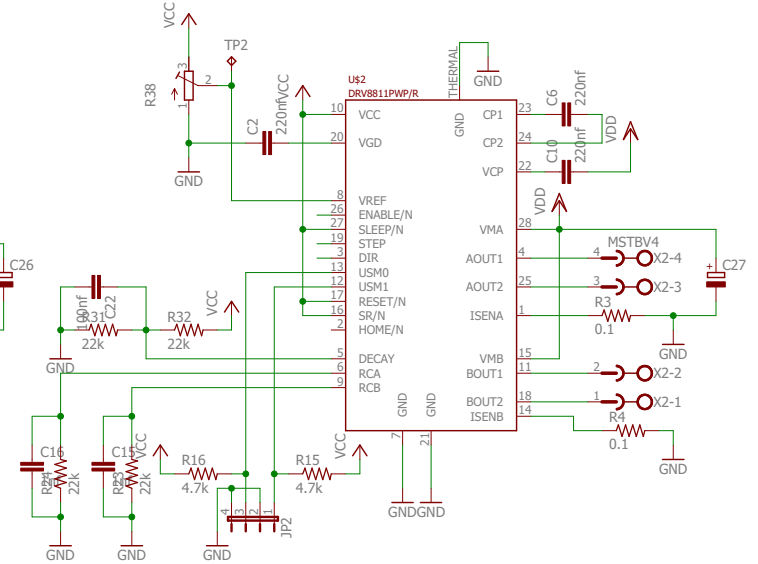 VCC
TP2
R38
3
2
1
GND
C2
220nf
VCC
U$2
DRV8811PWP/R
THERMAL
GND
GND
10
VCC
20
VGD
8
VREF
26
ENABLE/N
27
SLEEP/N
19
STEP
3
DIR
13
USM0
12
USM1
17
RESET/N
16
SR/N
2
HOME/N
5
DECAY
6
RCA
9
RCB
CP1
23
CP2
24
VCP
22
VMA
28
AOUT1
4
AOUT2
25
ISENA
1
VMB
15
BOUT1
11
BOUT2
18
ISENB
14
GND
GND
7
21
GND
GND
C6
220nf
C10
220nf
VDD
VDD
MSTBV4
4
X2-4
3
X2-3
R3
0.1
GND
C27
+
2
X2-2
1
X2-1
R4
0.1
GND
C26
C22
100nf
R31
22k
R32
22k
VCC
GND
C16
22k
GND
C15
22k
GND
VCC
R16
4.7k
R15
4.7k
VCC
4
3
2
1
JP2
GND